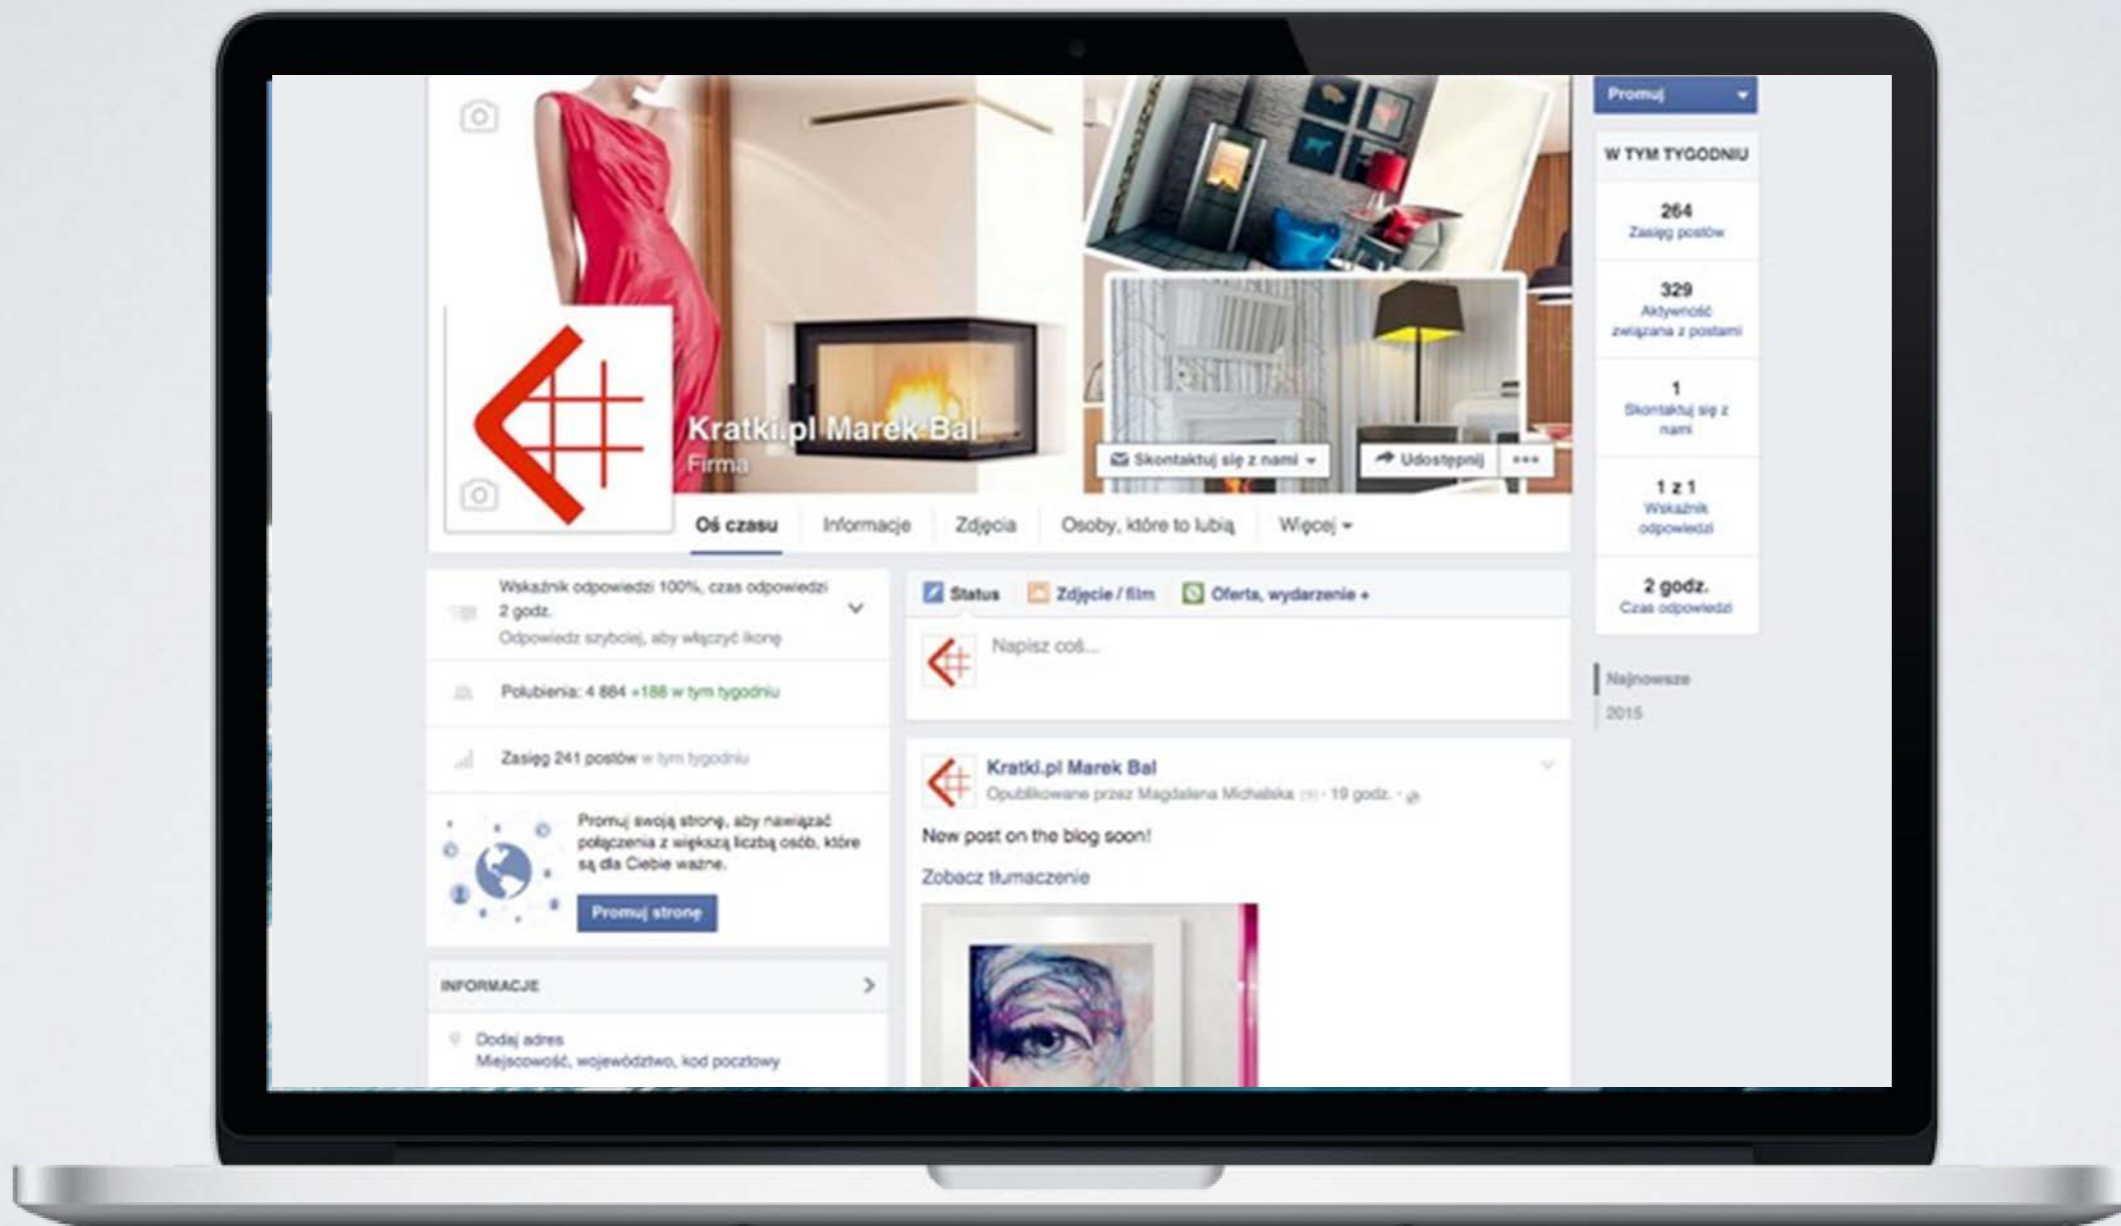 Promuj
W TYM TYGODNIU
264
Zasięg postów
329
Aktywność
związana z postami
1
Skontaktuj się z
nami
1 z 1
Wskaźnik
odpowiedzi
2 godz.
Czas odpowiedzi
Najnowsze
2015
Kratki.pl Marek Bal
Firma
Skontaktuj się z nami
Udostępnij
Oś czasu Informacje Zdjęcia Osoby, które to lubią Więcej
Wskaźnik odpowiedzi 100%, czas odpowiedzi
2 godz.
Odpowiedz szybciej, aby włączyć ikonę
Polubienia: 4 864 +188 w tym tygodniu
Zasięg 241 postów w tym tygodniu
Promuj swoją stronę, aby nawiązać
połączenia z większą liczbą osób, które
są dla Ciebie ważne.
Promuj stronę
INFORMACJE
Dodaj adres
Miejscowość, województwo, kod pocztowy
Status Zdjęcie / film Oferta, wydarzenie +
Napisz coś...
Kratki.pl Marek Bal
Opublikowane przez Magdalena Michalska [?] · 19 godz. ·
New post on the blog soon!
Zobacz tłumaczenie